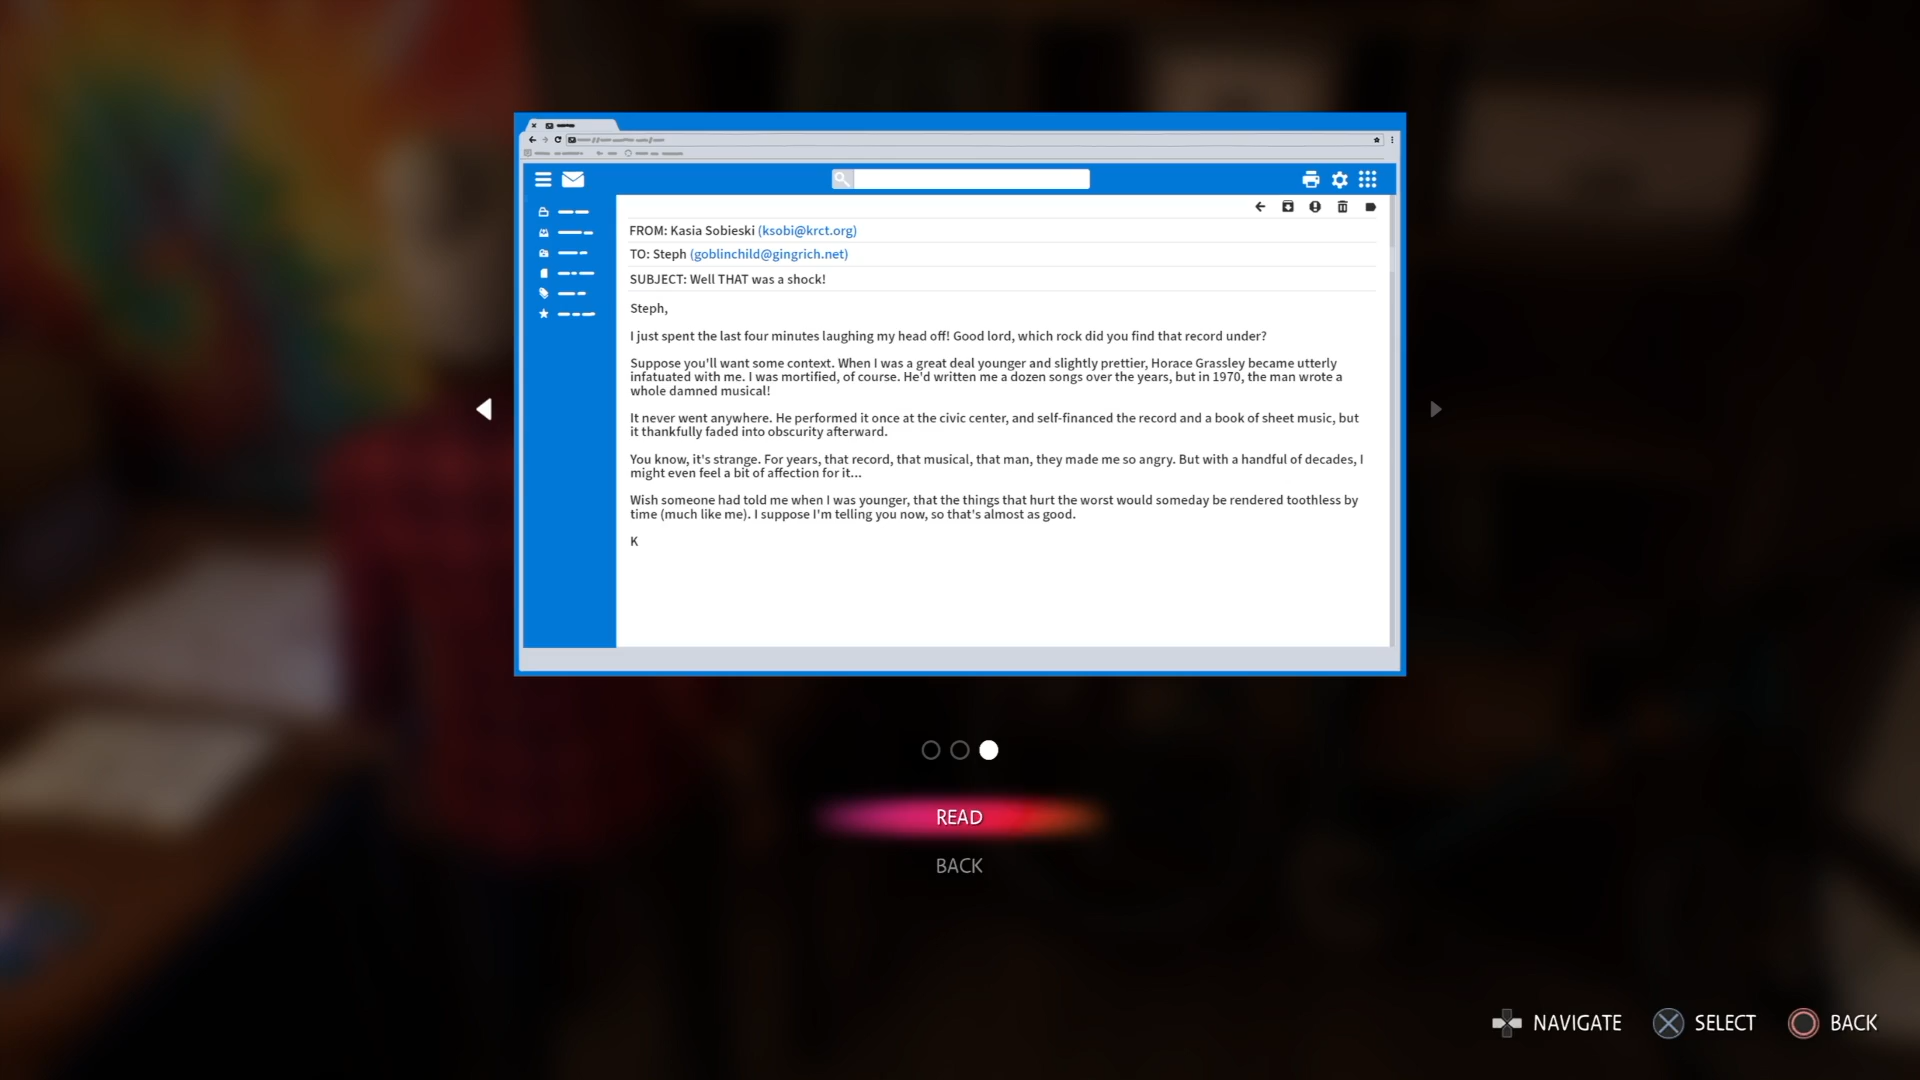 FROM: Kasia Sobieski (ksobi@krct.org)
TO: Steph (goblinchild@gingrich.net)
SUBJECT: Well THAT was a shock!
Steph,
I just spent the last four minutes laughing my head off! Good lord, which rock did you find that record under?
Suppose you'll want some context. When I was a great deal younger and slightly prettier, Horace Grassley became utterly
infatuated with me. I was mortified, of course. He'd written me a dozen songs over the years, but in 1970, the man wrote a
whole damned musical!
It never went anywhere. He performed it once at the civic center, and self-financed the record and a book of sheet music, but
it thankfully faded into obscurity afterward.
You know, it's strange. For years, that record, that musical, that man, they made me so angry. But with a handful of decades, I
might even feel a bit of affection for it...
Wish someone had told me when I was younger, that the things that hurt the worst would someday be rendered toothless by
time (much like me). I suppose I'm telling you now, so that's almost as good.
K
READ
BACK
NAVIGATE SELECT BACK